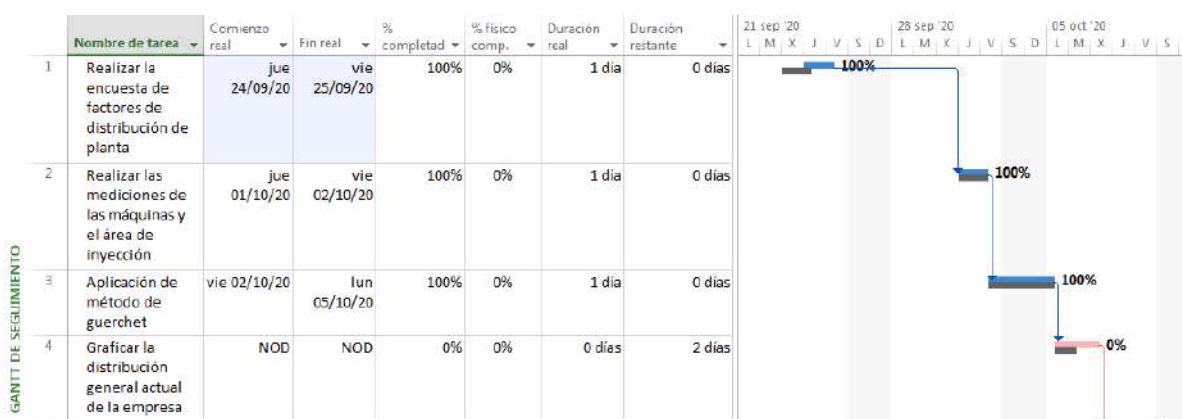 Nombre de tarea
Comienzo real
Fin real
% completad
% físico comp.
Duración real
Duración restante
21 sep '20
28 sep '20
05 oct '20
L M X J V S D L M X J V S D L M X J V S
1
Realizar la
encuesta de
factores de
distribución de
planta
jue
24/09/20
vie
25/09/20
100%
0%
1 día
0 días
100%
2
Realizar las
mediciones de
las máquinas y
el área de
inyección
jue
01/10/20
vie
02/10/20
100%
0%
1 día
0 días
100%
3
Aplicación de
método de
guerchet
vie 02/10/20
lun
05/10/20
100%
0%
1 día
0 días
100%
4
Graficar la
distribución
general actual
de la empresa
NOD
NOD
0%
0%
0 días
2 días
0%
GANTT DE SEGUIMIENTO